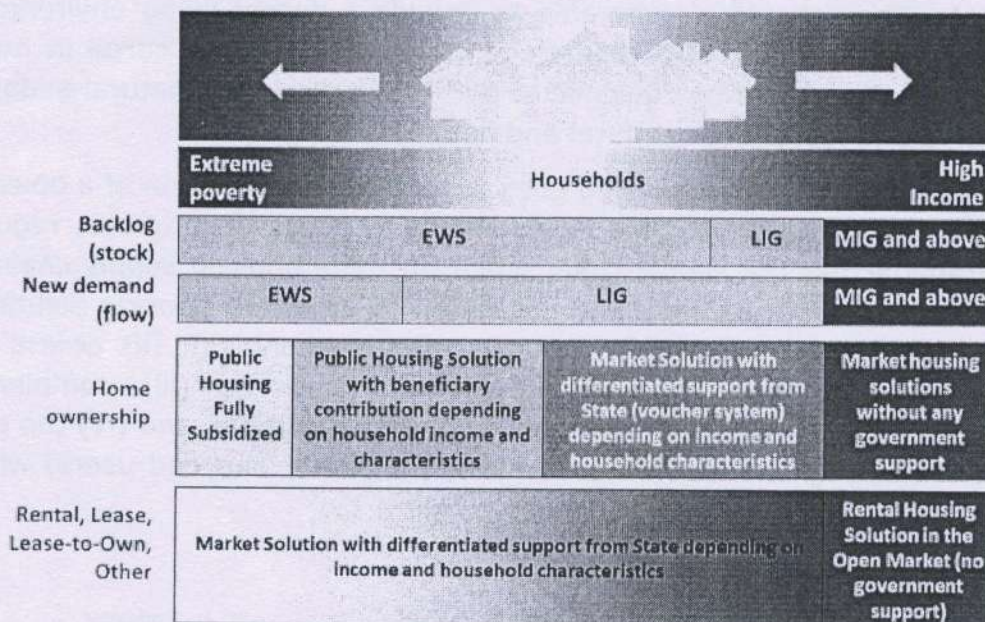 Extreme
poverty
Households
High
Income
Backlog
(stock)
EWS
LIG
MIG and above
New demand
(flow)
EWS
LIG
MIG and above
Home
ownership
Public
Housing
Fully
Subsidized
Public Housing Solution
with beneficiary
contribution depending
on household income and
characteristics
Market Solution with
differentiated support from
State (voucher system)
depending on income and
household characteristics
Market housing
solutions
without any
government
support
Rental, Lease,
Lease-to-Own,
Other
Market Solution with differentiated support from State depending on
income and household characteristics
Rental Housing
Solution in the
Open Market (no
government
support)